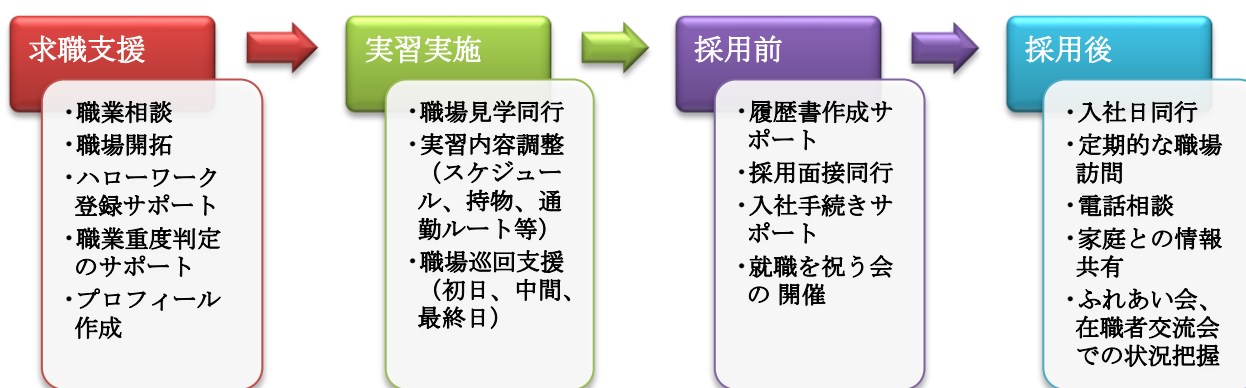 求職支援
・職業相談
・職場開拓
・ハローワーク
登録サポート
・職業重度判定
のサポート
・プロフィール
作成
実習実施
・職場見学同行
・実習内容調整
（スケジュー
ル、持物、通
勤ルート等）
・職場巡回支援
（初日、中間、
最終日）
採用前
・履歴書作成サ
ポート
・採用面接同行
・入社手続きサ
ポート
・就職を祝う会
の 開催
採用後
・入社日同行
・定期的な職場
訪問
・電話相談
・家庭との情報
共有
・ふれあい会、
在職者交流会
での状況把握